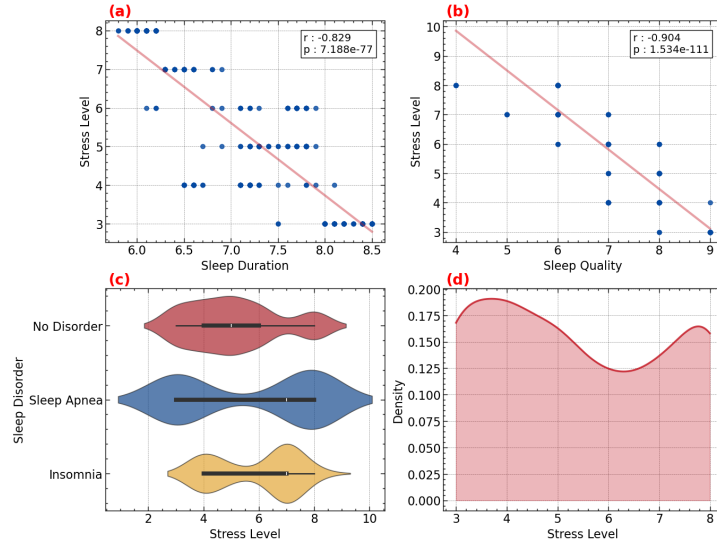 (a)
8
7
6
5
4
3
Stress Level
6.0 6.5 7.0 7.5 8.0 8.5
Sleep Duration
r : -0.829
p : 7.188e-77
(b)
10
9
8
7
6
5
4
3
Stress Level
4 5 6 7 8 9
Sleep Quality
r : -0.904
p : 1.534e-111
(c)
No Disorder
Sleep Apnea
Insomnia
Sleep Disorder
2 4 6 8 10
Stress Level
(d)
0.200
0.175
0.150
0.125
0.100
0.075
0.050
0.025
0.000
Density
3 4 5 6 7 8
Stress Level